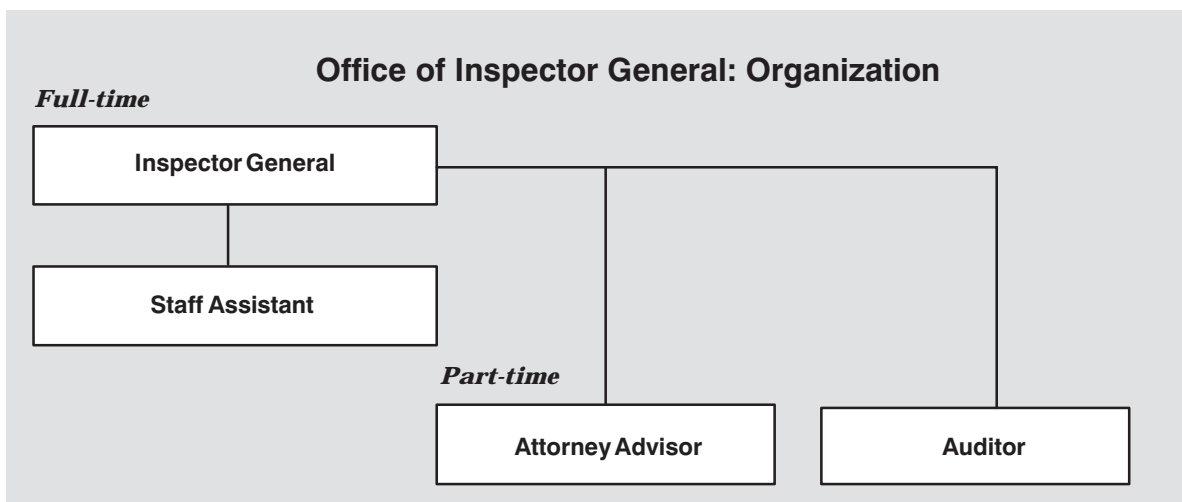 Office of Inspector General: Organization
Full-time
Inspector General
Staff Assistant
Part-time
Attorney Advisor
Auditor